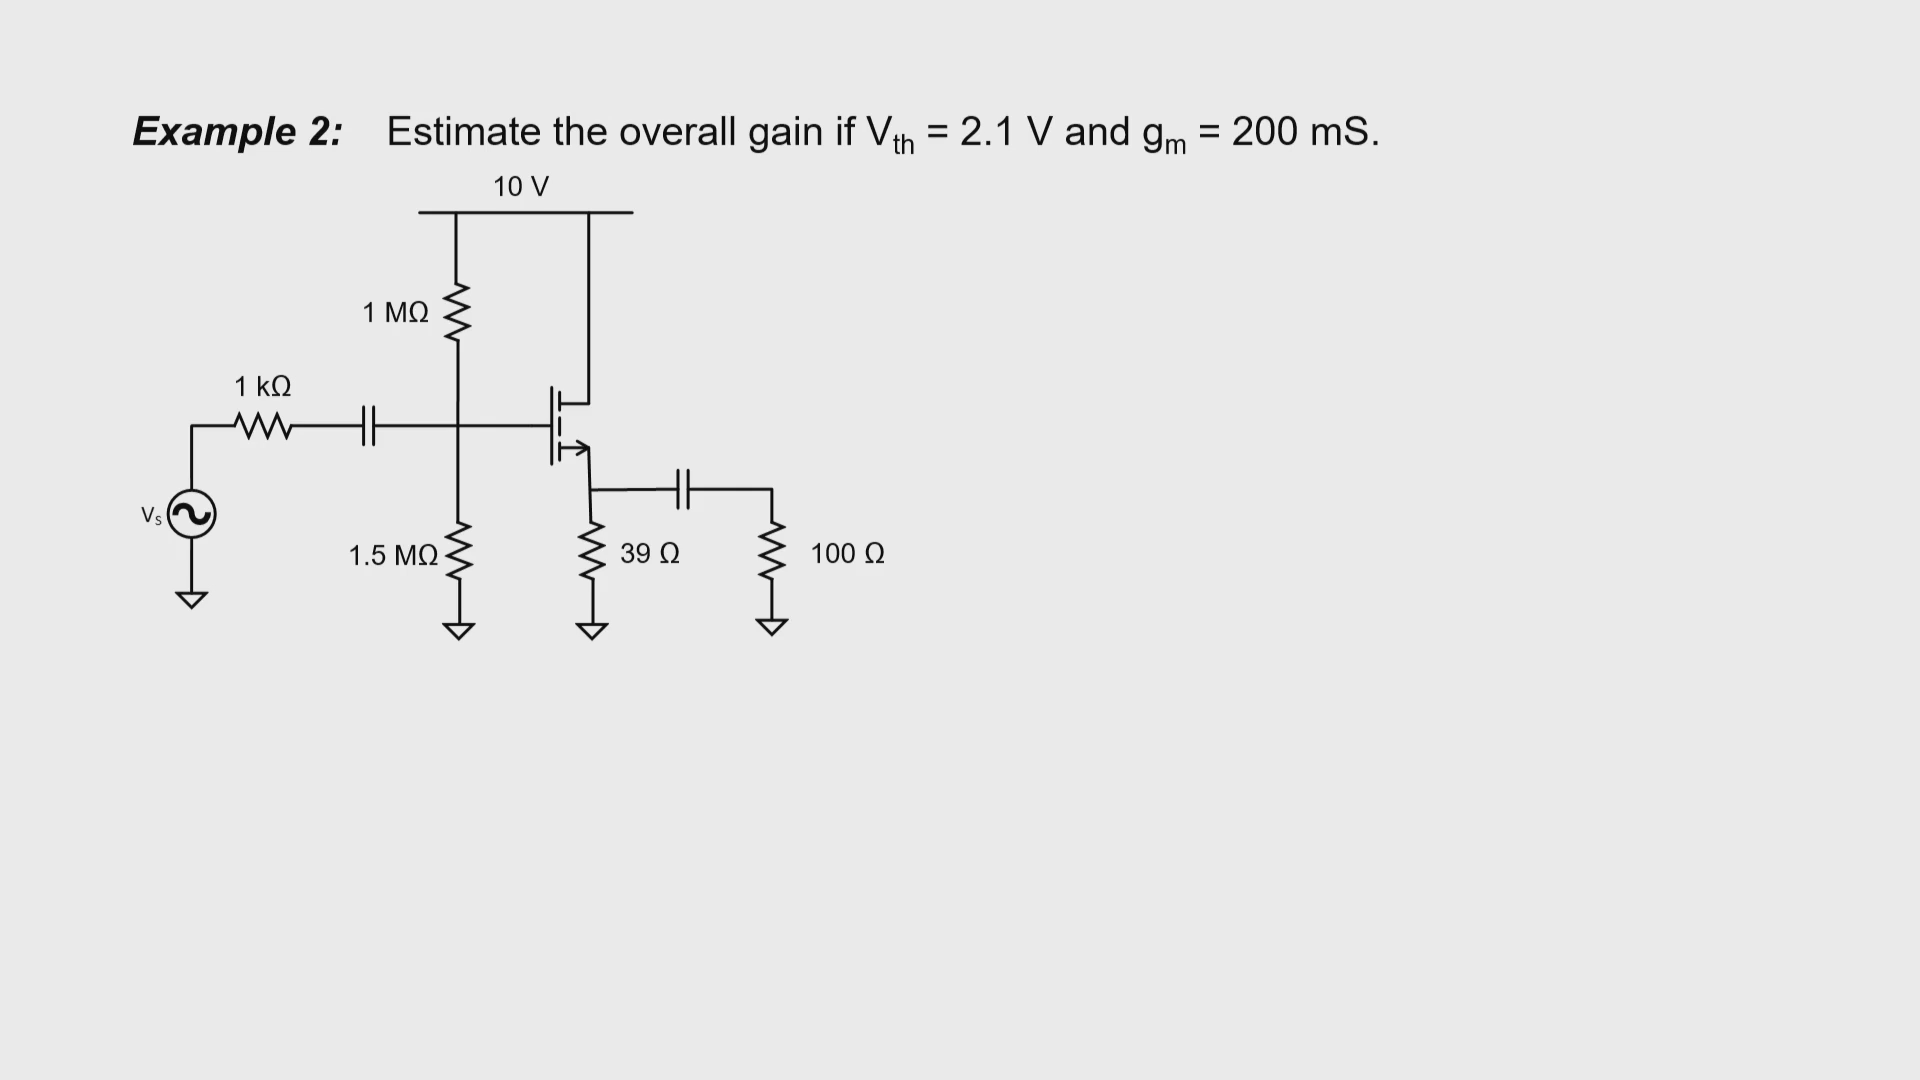 Example 2: Estimate the overall gain if Vth = 2.1 V and gm = 200 mS.
10 V
1 MΩ
1 kΩ
Vs
1.5 MΩ
39 Ω
100 Ω